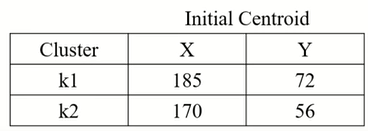 Initial Centroid
Cluster X Y
k1 185 72
k2 170 56